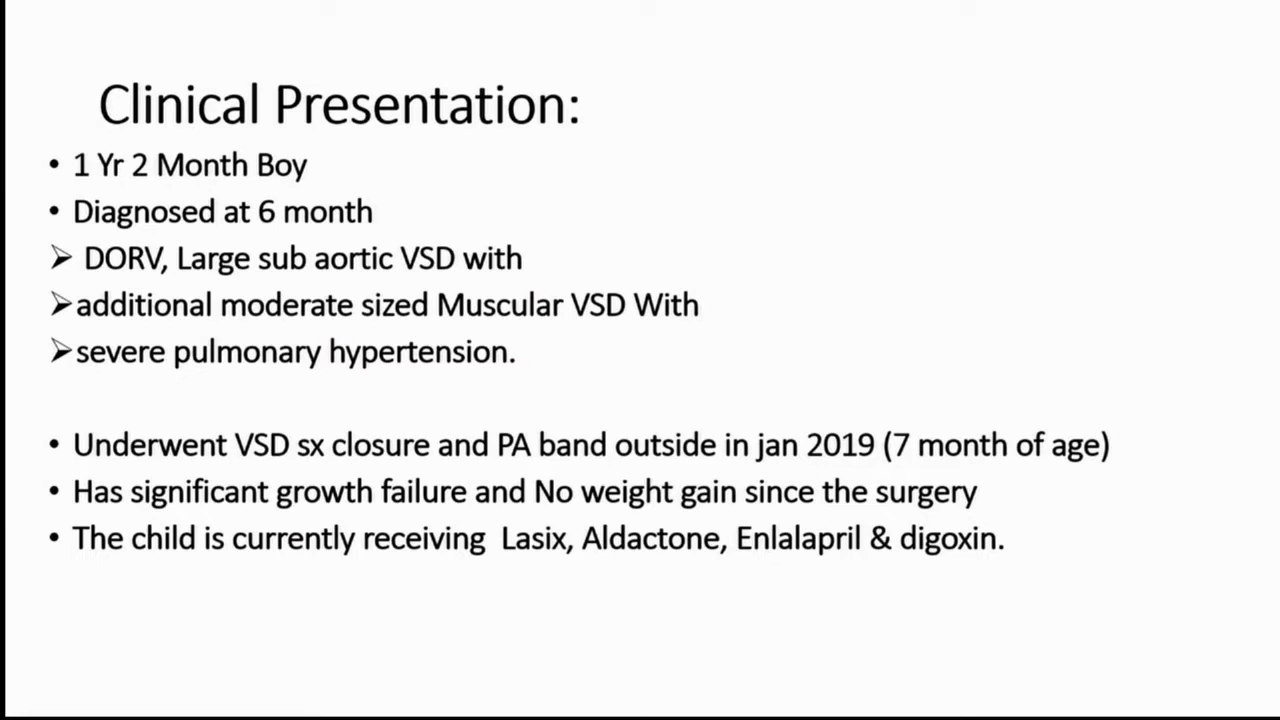 Clinical Presentation:
• 1 Yr 2 Month Boy
• Diagnosed at 6 month
➢ DORV, Large sub aortic VSD with
➢additional moderate sized Muscular VSD With
➢severe pulmonary hypertension.
• Underwent VSD sx closure and PA band outside in jan 2019 (7 month of age)
• Has significant growth failure and No weight gain since the surgery
• The child is currently receiving Lasix, Aldactone, Enlalapril & digoxin.